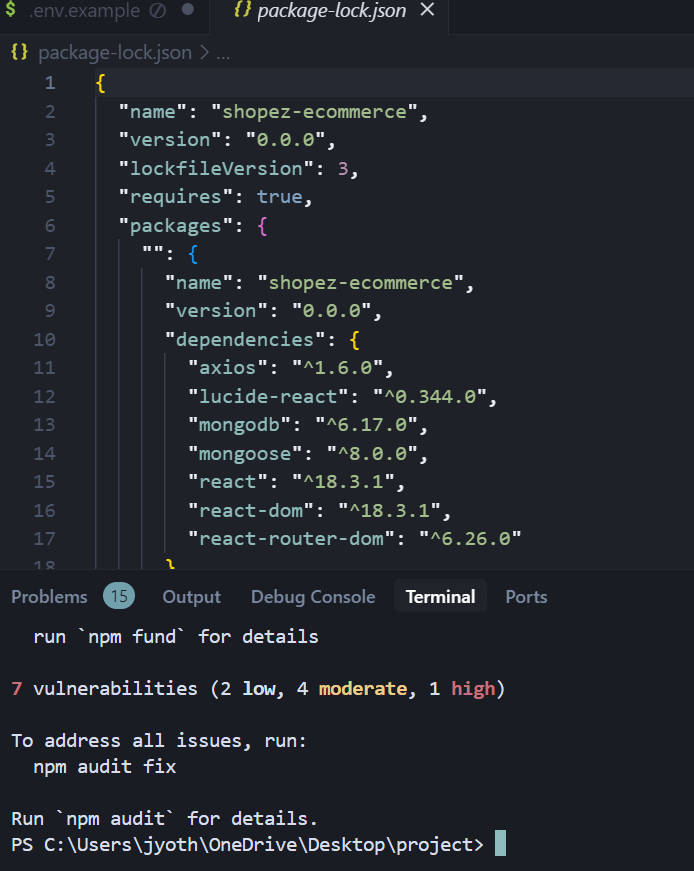 $ .env.example
{} package-lock.json ×
{} package-lock.json > ...
1 {
2 "name": "shopez-ecommerce",
3 "version": "0.0.0",
4 "lockfileVersion": 3,
5 "requires": true,
6 "packages": {
7 "": {
8 "name": "shopez-ecommerce",
9 "version": "0.0.0",
10 "dependencies": {
11 "axios": "^1.6.0",
12 "lucide-react": "^0.344.0",
13 "mongodb": "^6.17.0",
14 "mongoose": "^8.0.0",
15 "react": "^18.3.1",
16 "react-dom": "^18.3.1",
17 "react-router-dom": "^6.26.0"
18 }
Problems 15 Output Debug Console Terminal Ports
run `npm fund` for details
7 vulnerabilities (2 low, 4 moderate, 1 high)
To address all issues, run:
npm audit fix
Run `npm audit` for details.
PS C:\Users\jyoth\OneDrive\Desktop\project>